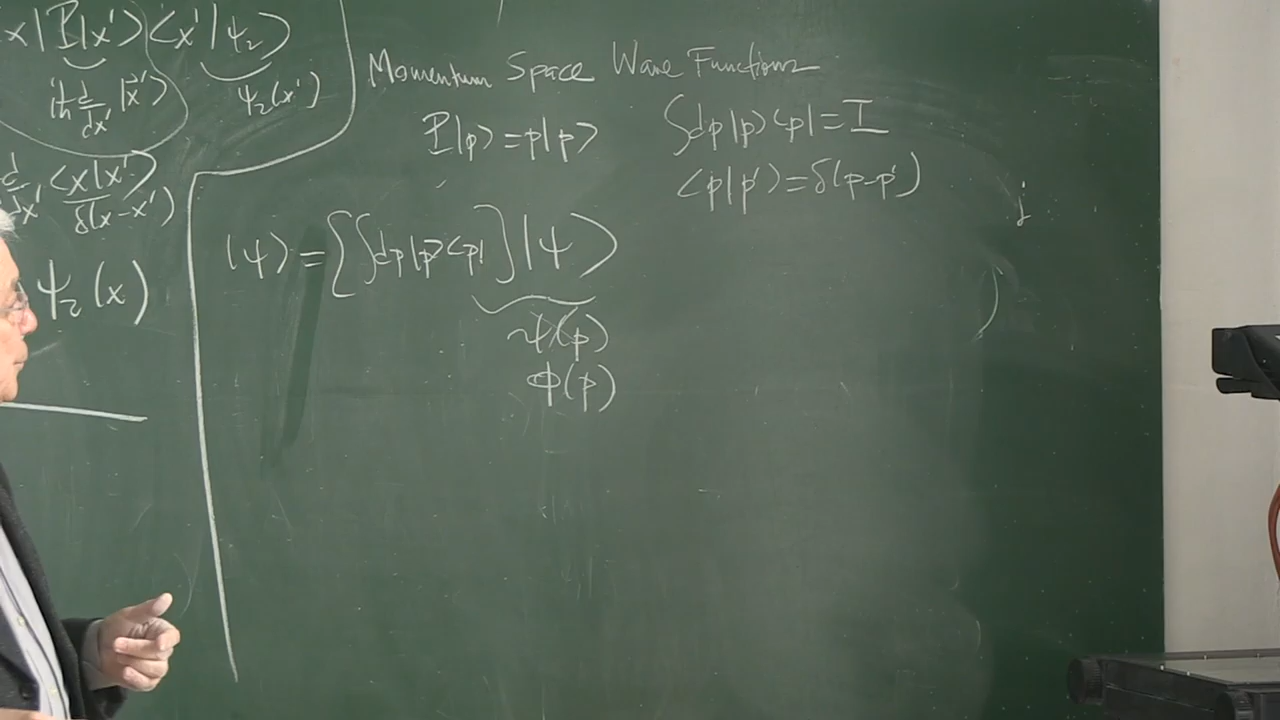 x|P|x'><x'|ψ₂>
iħ d/dx' |x⃗'>
ψ₂(x')
d/dx' <x|x'>
δ(x-x')
ψ₂(x)
Momentum Space Wave Functions
P|p>=p|p>
∫dp|p><p|=I
<p|p'>=δ(p-p')
|ψ>=[∫dp|p><p|]|ψ>
ψ(p)
Φ(p)